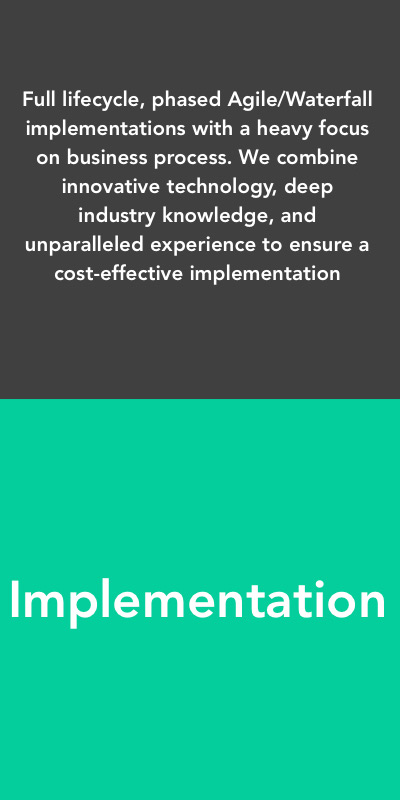 Full lifecycle, phased Agile/Waterfall
implementations with a heavy focus
on business process. We combine
innovative technology, deep
industry knowledge, and
unparalleled experience to ensure a
cost-effective implementation
Implementation